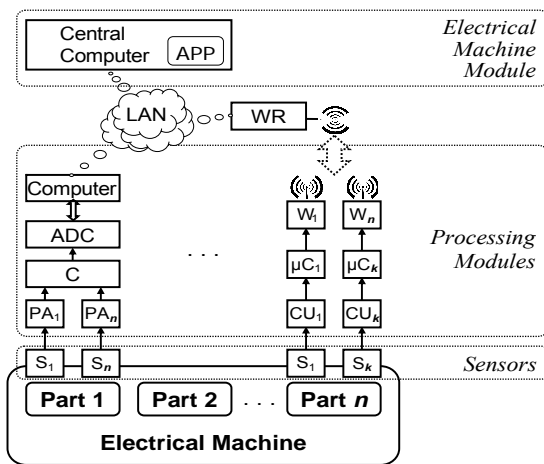 Central
Computer
APP
Electrical
Machine
Module
LAN
WR
Computer
ADC
C
PA1
PAn
. . .
W1
Wn
µC1
µCk
CU1
CUk
Processing
Modules
S1
Sn
S1
Sk
Sensors
Part 1
Part 2
. . .
Part n
Electrical Machine